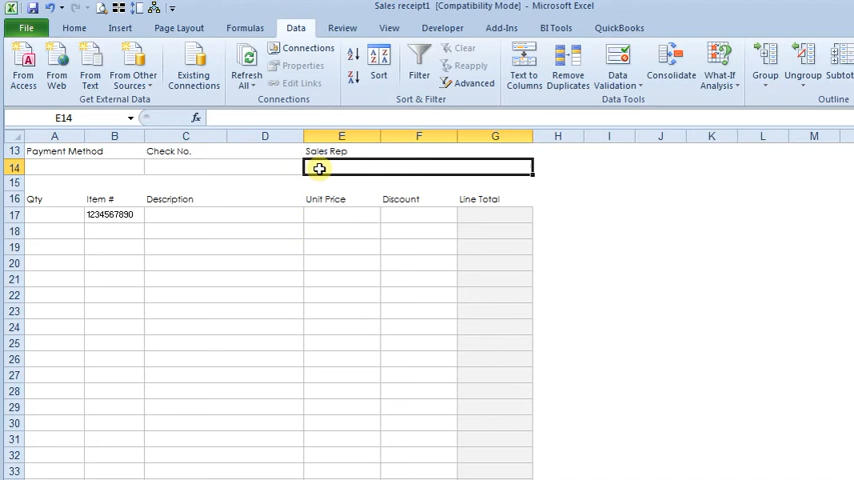 Sales receipt1 [Compatibility Mode] - Microsoft Excel
File Home Insert Page Layout Formulas Data Review View Developer Add-Ins BI Tools QuickBooks
From Access
From Web
From Text
From Other Sources
Get External Data
Existing Connections
Refresh All
Connections
Properties
Edit Links
Connections
Sort
Filter
Clear
Reapply
Advanced
Sort & Filter
Text to Columns
Remove Duplicates
Data Validation
Consolidate
What-If Analysis
Data Tools
Group
Ungroup
Subtot
Outline
E14 fx
A B C D E F G H I J K L M
13 Payment Method Check No. Sales Rep
14
15
16 Qty Item # Description Unit Price Discount Line Total
17 1234567890
18
19
20
21
22
23
24
25
26
27
28
29
30
31
32
33